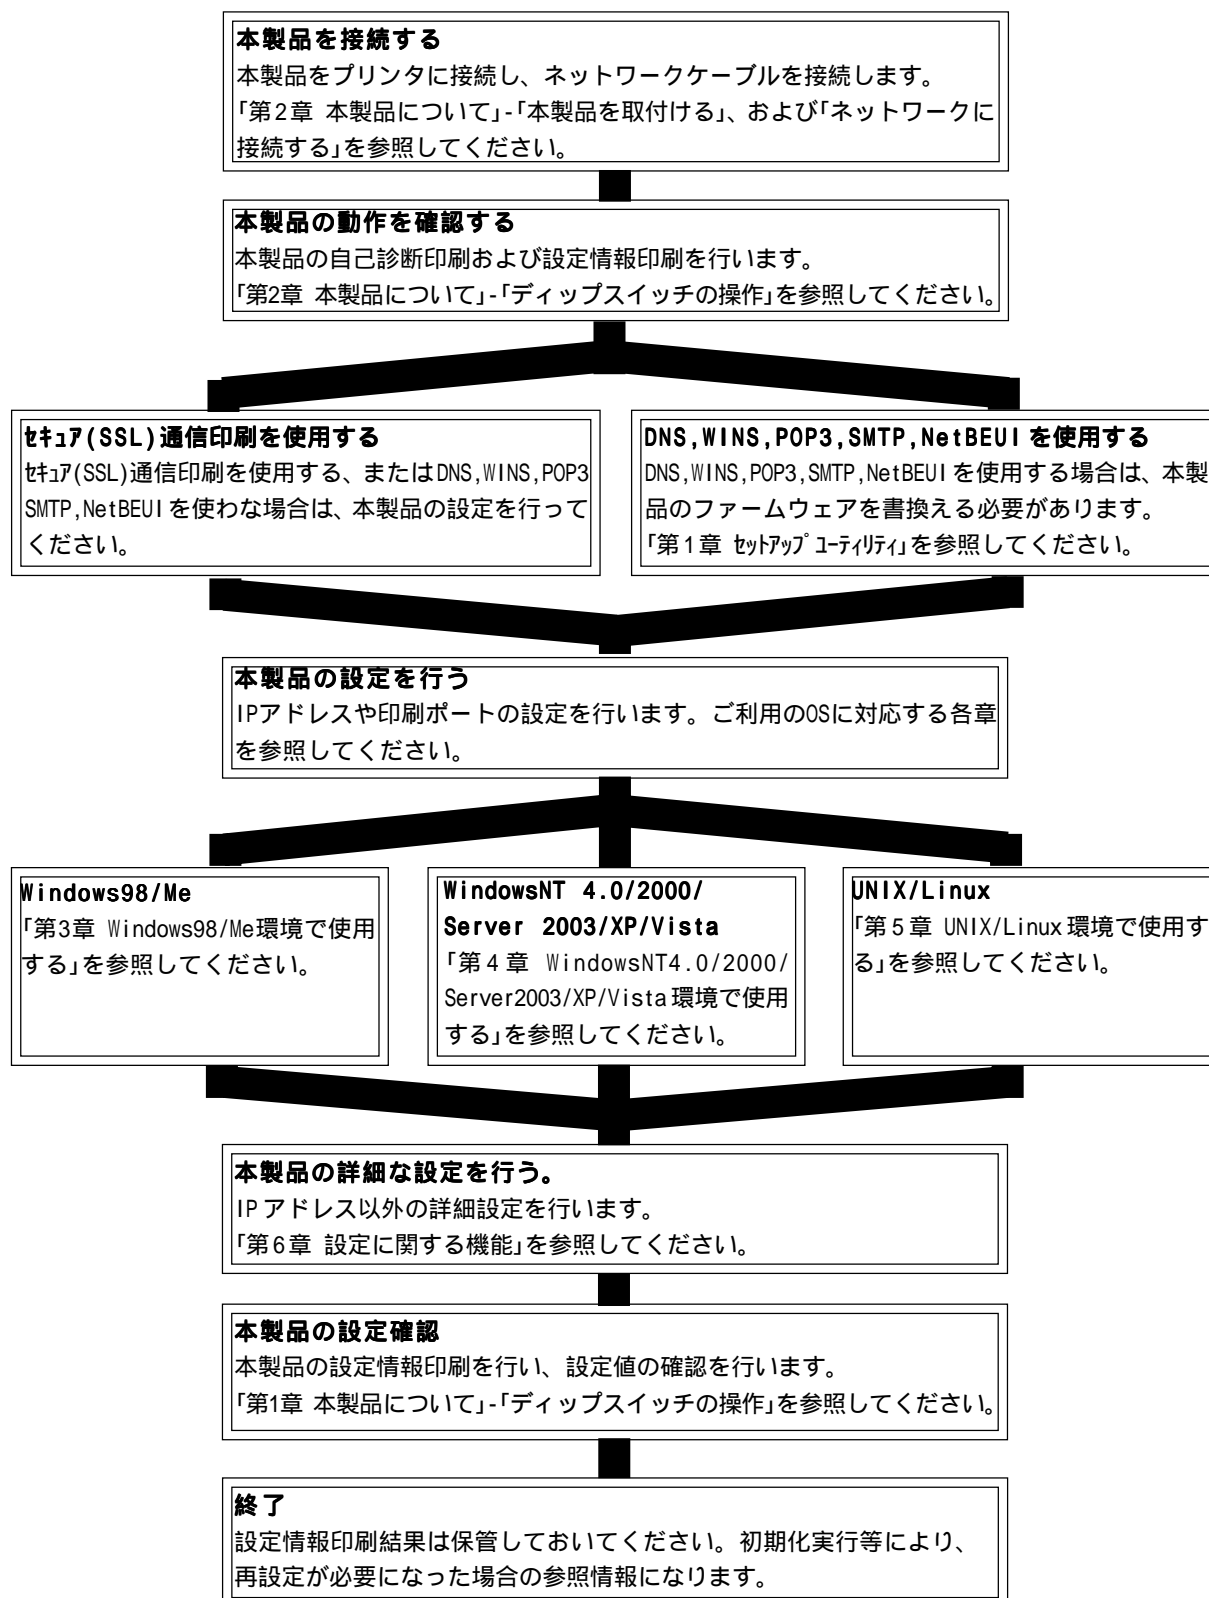 本製品を接続する
本製品をプリンタに接続し、ネットワークケーブルを接続します。
「第2章 本製品について」-「本製品を取付ける」、および「ネットワークに
接続する」を参照してください。
本製品の動作を確認する
本製品の自己診断印刷および設定情報印刷を行います。
「第2章 本製品について」-「ディップスイッチの操作」を参照してください。
ｾｷｭｱ(SSL)通信印刷を使用する
ｾｷｭｱ(SSL)通信印刷を使用する、またはDNS,WINS,POP3
SMTP,NetBEUIを使わな場合は、本製品の設定を行って
ください。
DNS,WINS,POP3,SMTP,NetBEUIを使用する
DNS,WINS,POP3,SMTP,NetBEUIを使用する場合は、本製
品のファームウェアを書換える必要があります。
「第1章 ｾｯﾄｱｯﾌﾟﾕｰﾃｨﾘﾃｨ」を参照してください。
本製品の設定を行う
IPアドレスや印刷ポートの設定を行います。ご利用のOSに対応する各章
を参照してください。
Windows98/Me
「第3章 Windows98/Me環境で使用
する」を参照してください。
WindowsNT 4.0/2000/
Server 2003/XP/Vista
「第4章 WindowsNT4.0/2000/
Server2003/XP/Vista環境で使用
する」を参照してください。
UNIX/Linux
「第5章 UNIX/Linux環境で使用す
る」を参照してください。
本製品の詳細な設定を行う。
IPアドレス以外の詳細設定を行います。
「第6章 設定に関する機能」を参照してください。
本製品の設定確認
本製品の設定情報印刷を行い、設定値の確認を行います。
「第1章 本製品について」-「ディップスイッチの操作」を参照してください。
終了
設定情報印刷結果は保管しておいてください。初期化実行等により、
再設定が必要になった場合の参照情報になります。